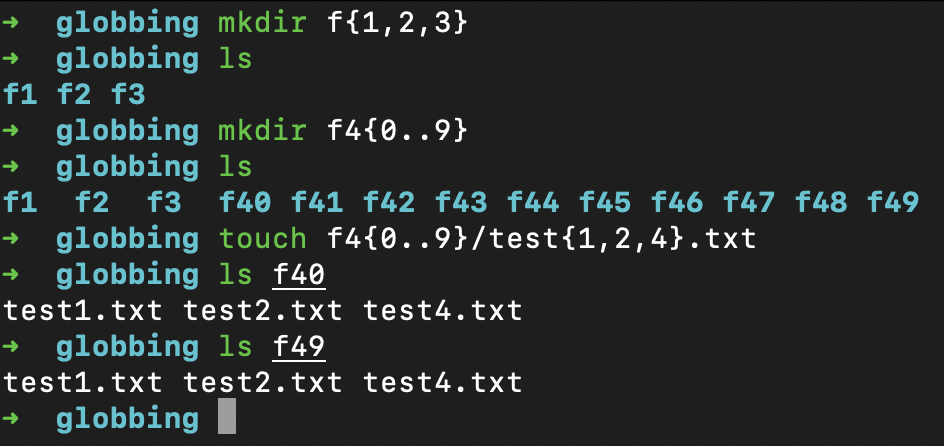 ➜ globbing mkdir f{1,2,3}
➜ globbing ls
f1 f2 f3
➜ globbing mkdir f4{0..9}
➜ globbing ls
f1 f2 f3 f40 f41 f42 f43 f44 f45 f46 f47 f48 f49
➜ globbing touch f4{0..9}/test{1,2,4}.txt
➜ globbing ls f40
test1.txt test2.txt test4.txt
➜ globbing ls f49
test1.txt test2.txt test4.txt
➜ globbing